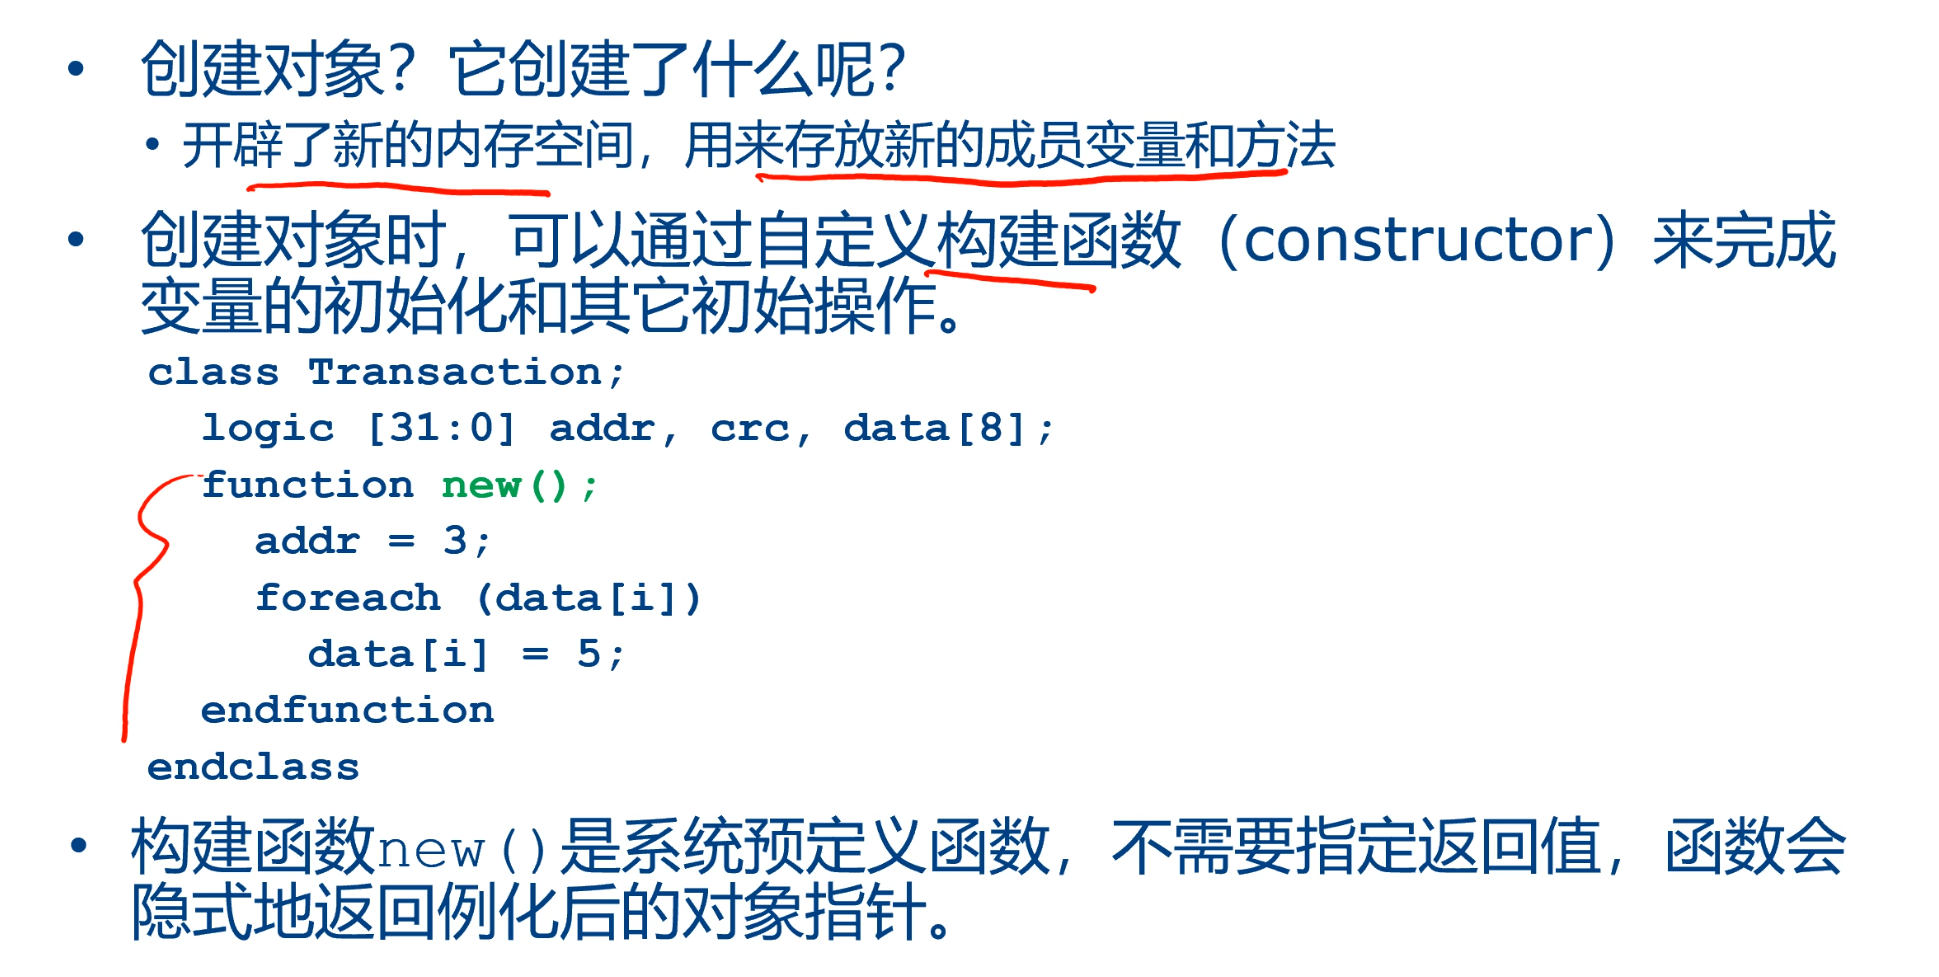 • 创建对象？它创建了什么呢？
• 开辟了新的内存空间，用来存放新的成员变量和方法
• 创建对象时，可以通过自定义构建函数（constructor）来完成
变量的初始化和其它初始操作。
class Transaction;
logic [31:0] addr, crc, data[8];
function new();
addr = 3;
foreach (data[i])
data[i] = 5;
endfunction
endclass
• 构建函数new()是系统预定义函数，不需要指定返回值，函数会
隐式地返回例化后的对象指针。